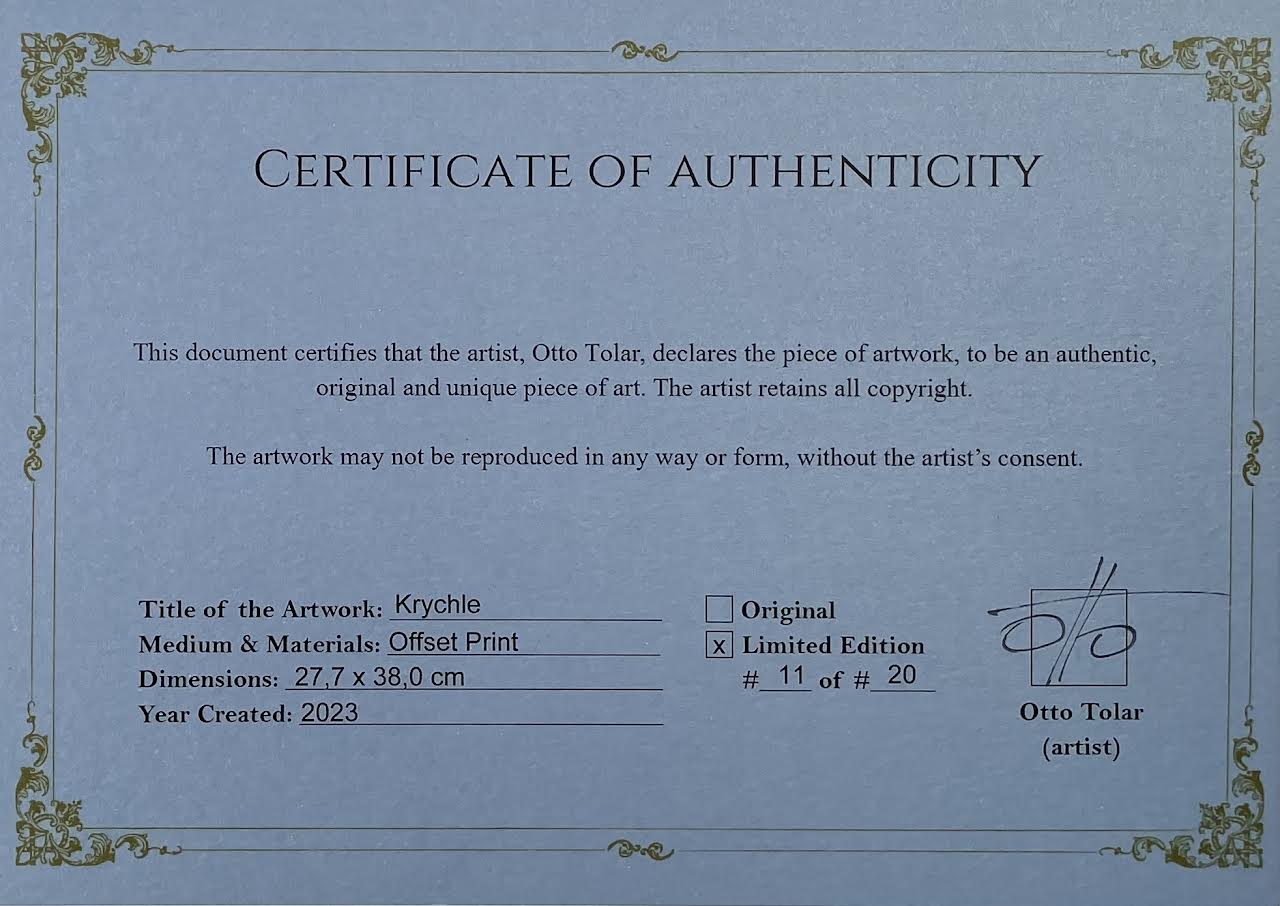 CERTIFICATE OF AUTHENTICITY
This document certifies that the artist, Otto Tolar, declares the piece of artwork, to be an authentic,
original and unique piece of art. The artist retains all copyright.
The artwork may not be reproduced in any way or form, without the artist's consent.
Title of the Artwork: Krychle
Medium & Materials: Offset Print
Dimensions: 27,7 x 38,0 cm
Year Created: 2023
Original
x Limited Edition
# 11 of # 20
otto
Otto Tolar
(artist)